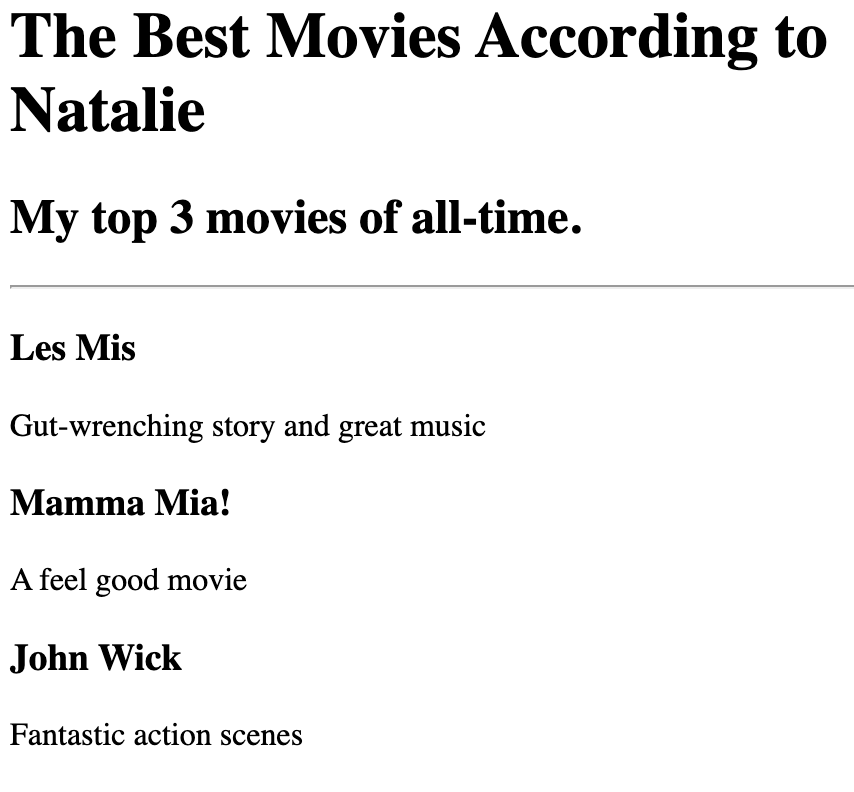 The Best Movies According to
Natalie
My top 3 movies of all-time.
Les Mis
Gut-wrenching story and great music
Mamma Mia!
A feel good movie
John Wick
Fantastic action scenes